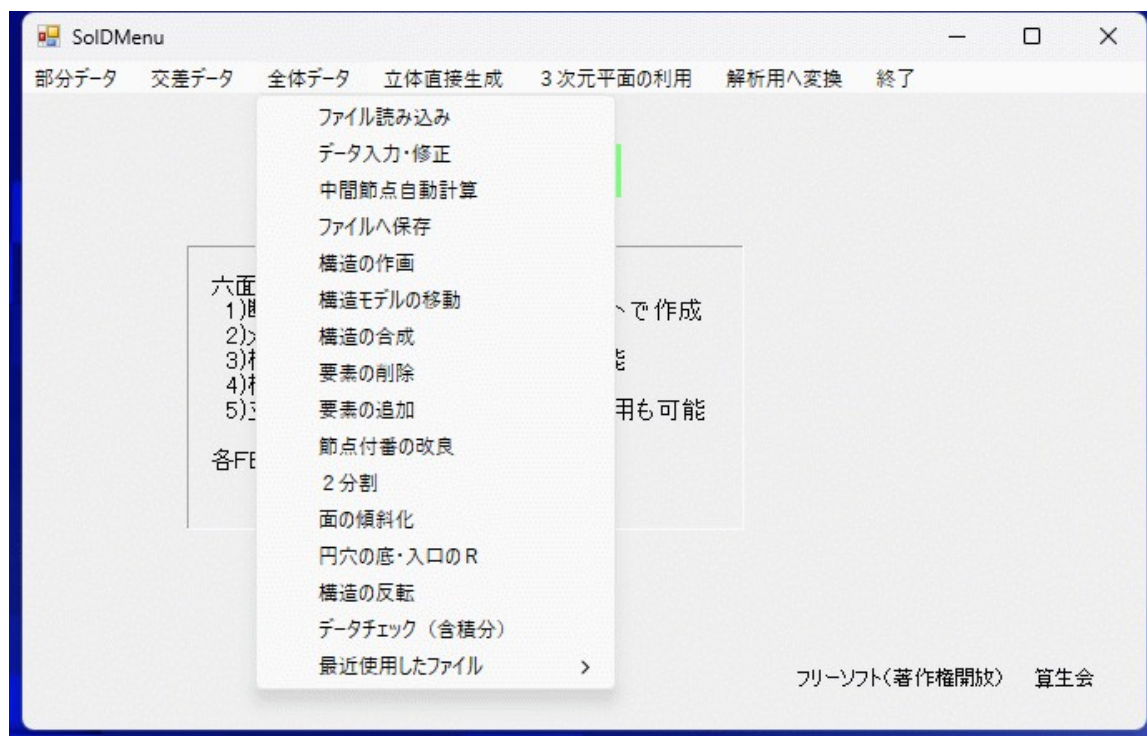 SolDMenu
部分データ 交差データ 全体データ 立体直接生成 3次元平面の利用 解析用へ変換 終了
ファイル読み込み
データ入力・修正
中間節点自動計算
ファイルへ保存
構造の作画
構造モデルの移動
構造の合成
要素の削除
要素の追加
節点付番の改良
2分割
面の傾斜化
円穴の底・入口のR
構造の反転
データチェック（含積分）
最近使用したファイル
六面
1) で作成
2)
3)
4)
5) 用も可能
各FE
フリーソフト(著作権開放) 算生会